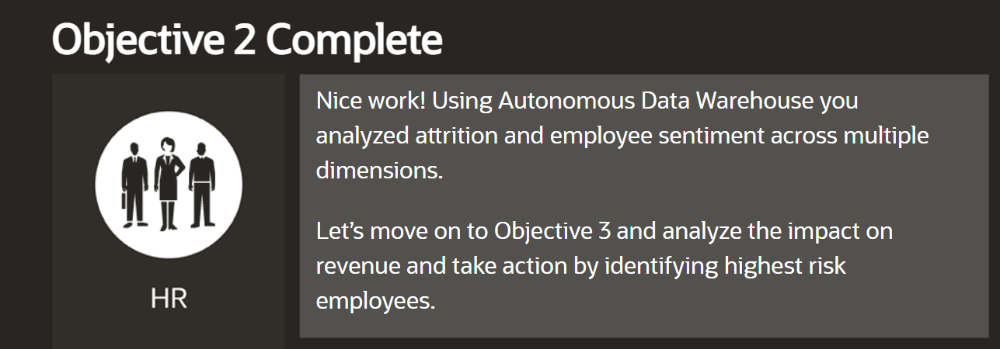 Objective 2 Complete
Nice work! Using Autonomous Data Warehouse you
analyzed attrition and employee sentiment across multiple
dimensions.
Let’s move on to Objective 3 and analyze the impact on
revenue and take action by identifying highest risk
employees.
HR